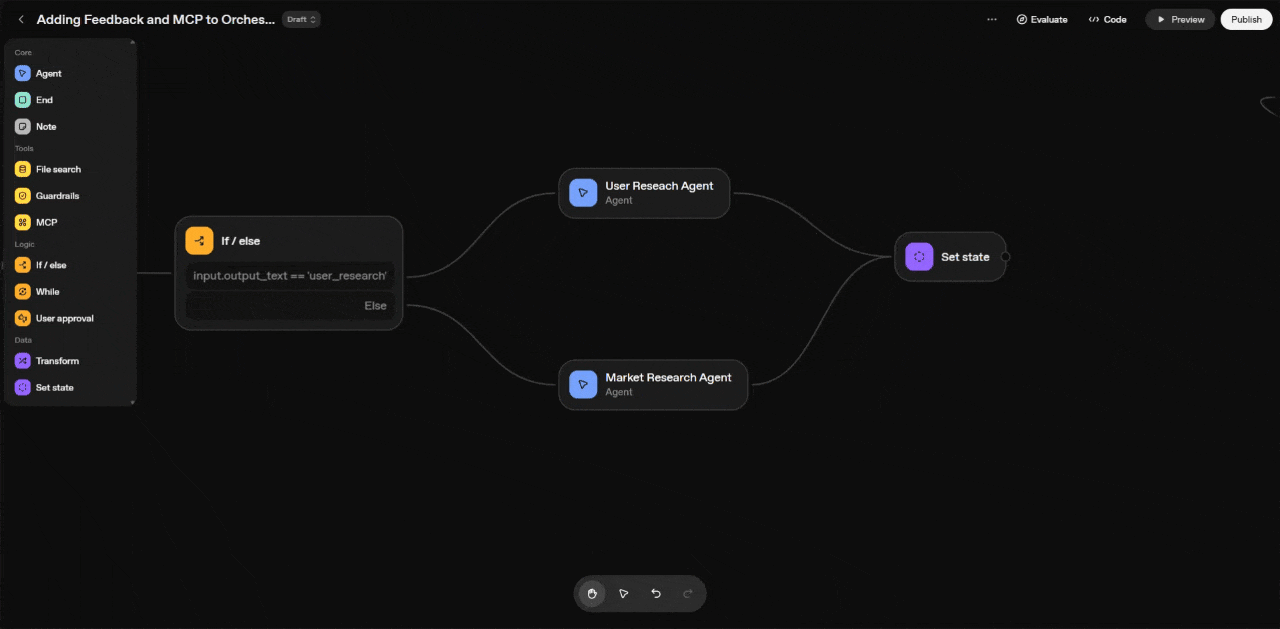 Adding Feedback and MCP to Orches...
Draft
Evaluate
Code
Preview
Publish
Core
Agent
End
Note
Tools
File search
Guardrails
MCP
Logic
If / else
While
User approval
Data
Transform
Set state
If / else
input.output_text == 'user_research'
Else
User Reseach Agent
Agent
Market Research Agent
Agent
Set state